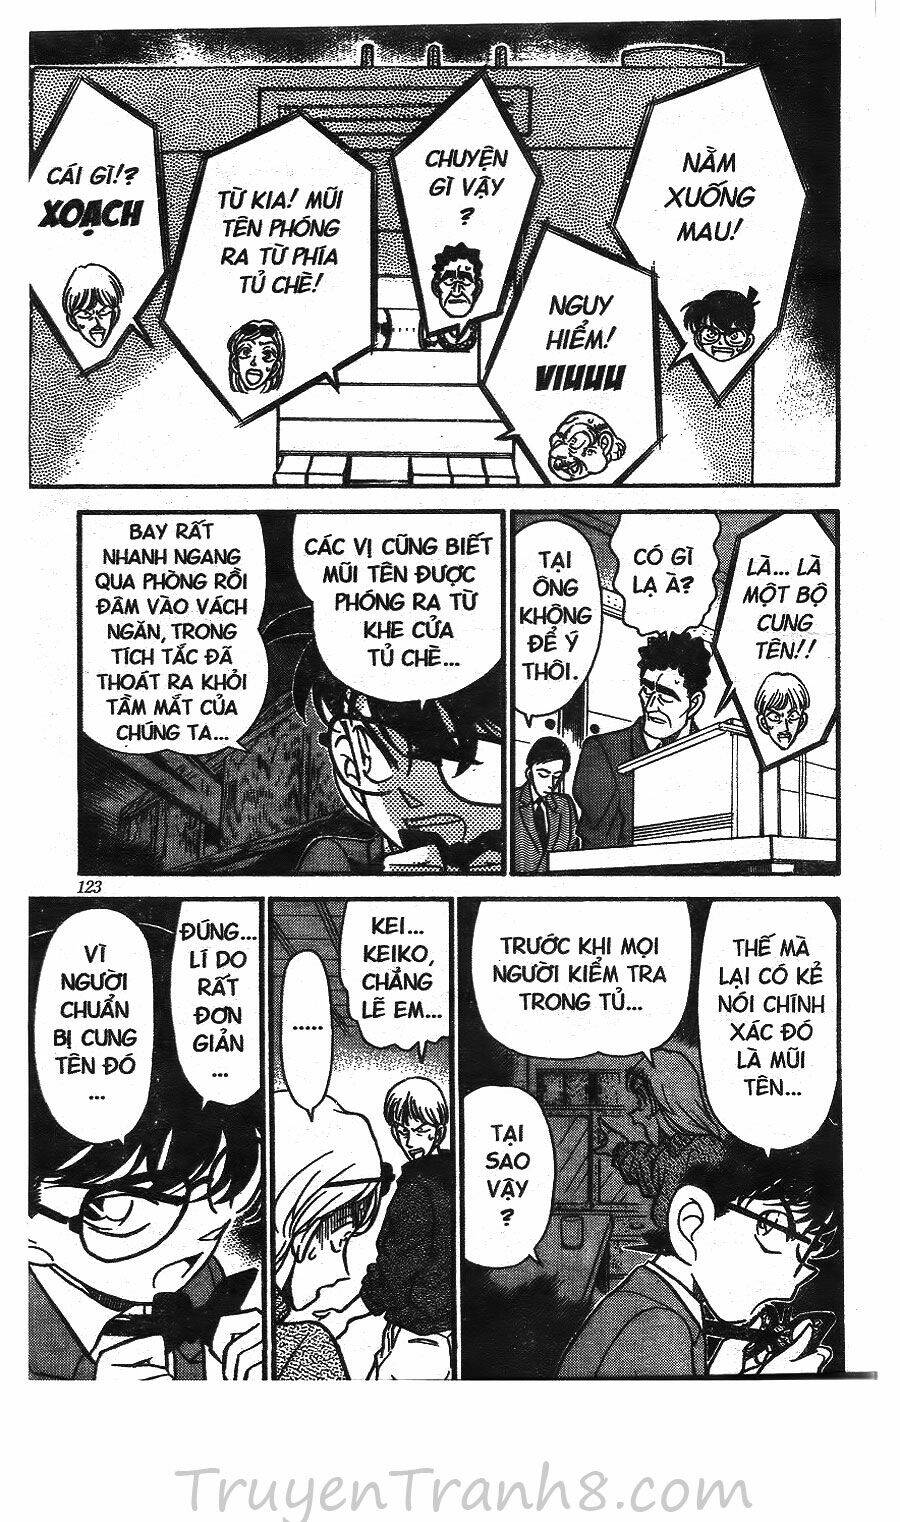 NẰM
XUỐNG
MAU!
NGUY
HIỂM!
VIUUU
CHUYỆN
GÌ VẬY
?
TỪ KIA! MŨI
TÊN PHÓNG
RA TỪ PHÍA
TỦ CHÈ!
CÁI GÌ!?
XOẠCH
LÀ... LÀ
MỘT BỘ
CUNG
TÊN!!
CÓ GÌ
LẠ À?
TẠI
ÔNG
KHÔNG
ĐỂ Ý
THÔI.
CÁC VỊ CŨNG BIẾT
MŨI TÊN ĐƯỢC
PHÓNG RA TỪ
KHE CỬA
TỦ CHÈ...
BAY RẤT
NHANH NGANG
QUA PHÒNG RỒI
ĐÂM VÀO VÁCH
NGĂN, TRONG
TÍCH TẮC ĐÃ
THOÁT RA KHỎI
TẦM MẮT CỦA
CHÚNG TA...
123
THẾ MÀ
LẠI CÓ KẺ
NÓI CHÍNH
XÁC ĐÓ
LÀ MŨI
TÊN...
TRƯỚC KHI MỌI
NGƯỜI KIỂM TRA
TRONG TỦ...
TẠI
SAO
VẬY
?
KEI...
KEIKO,
CHẲNG
LẼ EM...
......
ĐÚNG...
LÍ DO
RẤT
ĐƠN
GIẢN
...
VÌ
NGƯỜI
CHUẨN
BỊ CUNG
TÊN ĐÓ
...
TruyenTranh8.com